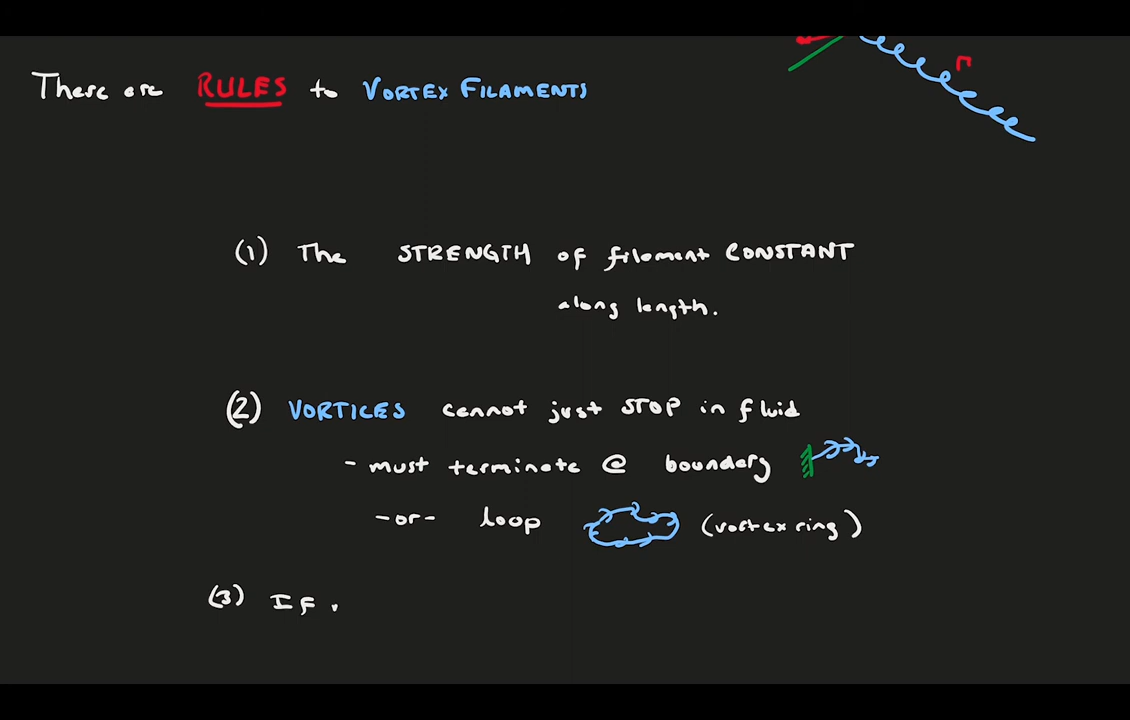 Γ
There are RULES to VORTEX FILAMENTS
(1) The STRENGTH of filament CONSTANT
along length.
(2) VORTICES cannot just STOP in fluid
- must terminate @ boundary
-or- loop (vortex ring)
(3) IF